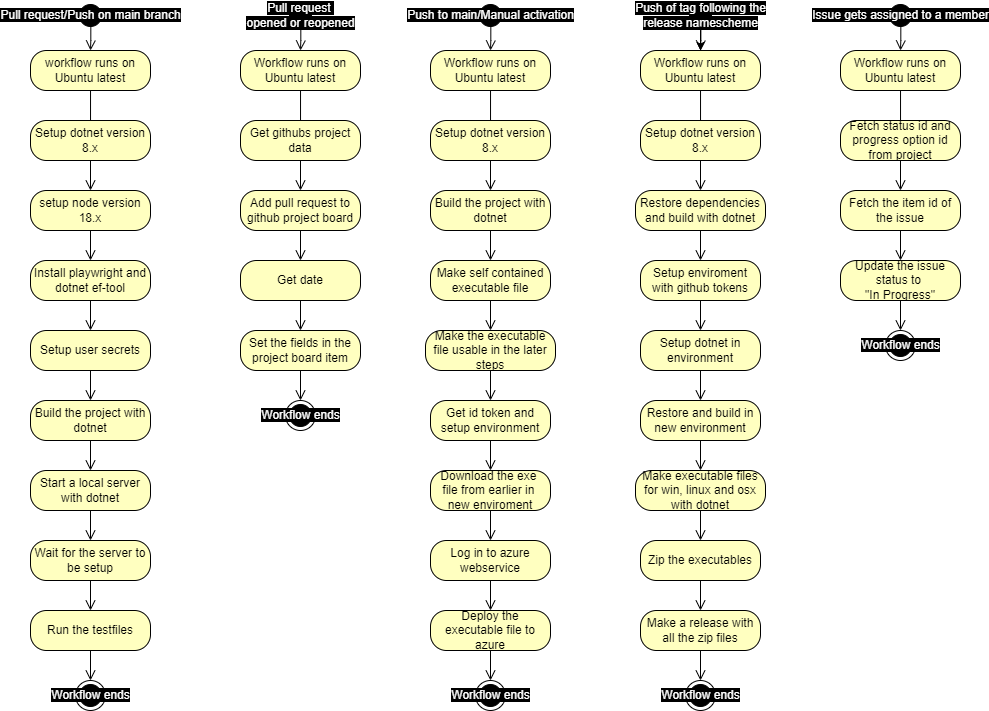 Pull request/Push on main branch
workflow runs on
Ubuntu latest
Setup dotnet version
8.x
setup node version
18.x
Install playwright and
dotnet ef-tool
Setup user secrets
Build the project with
dotnet
Start a local server
with dotnet
Wait for the server to
be setup
Run the testfiles
Workflow ends
Pull request
opened or reopened
Workflow runs on
Ubuntu latest
Get githubs project
data
Add pull request to
github project board
Get date
Set the fields in the
project board item
Workflow ends
Push to main/Manual activation
Workflow runs on
Ubuntu latest
Setup dotnet version
8.x
Build the project with
dotnet
Make self contained
executable file
Make the executable
file usable in the later
steps
Get id token and
setup environment
Download the exe
file from earlier in
new enviroment
Log in to azure
webservice
Deploy the
executable file to
azure
Workflow ends
Push of tag following the
release namescheme
Workflow runs on
Ubuntu latest
Setup dotnet version
8.x
Restore dependencies
and build with dotnet
Setup enviroment
with github tokens
Setup dotnet in
environment
Restore and build in
new environment
Make executable files
for win, linux and osx
with dotnet
Zip the executables
Make a release with
all the zip files
Workflow ends
Issue gets assigned to a member
Workflow runs on
Ubuntu latest
Fetch status id and
progress option id
from project
Fetch the item id of
the issue
Update the issue
status to
"In Progress"
Workflow ends